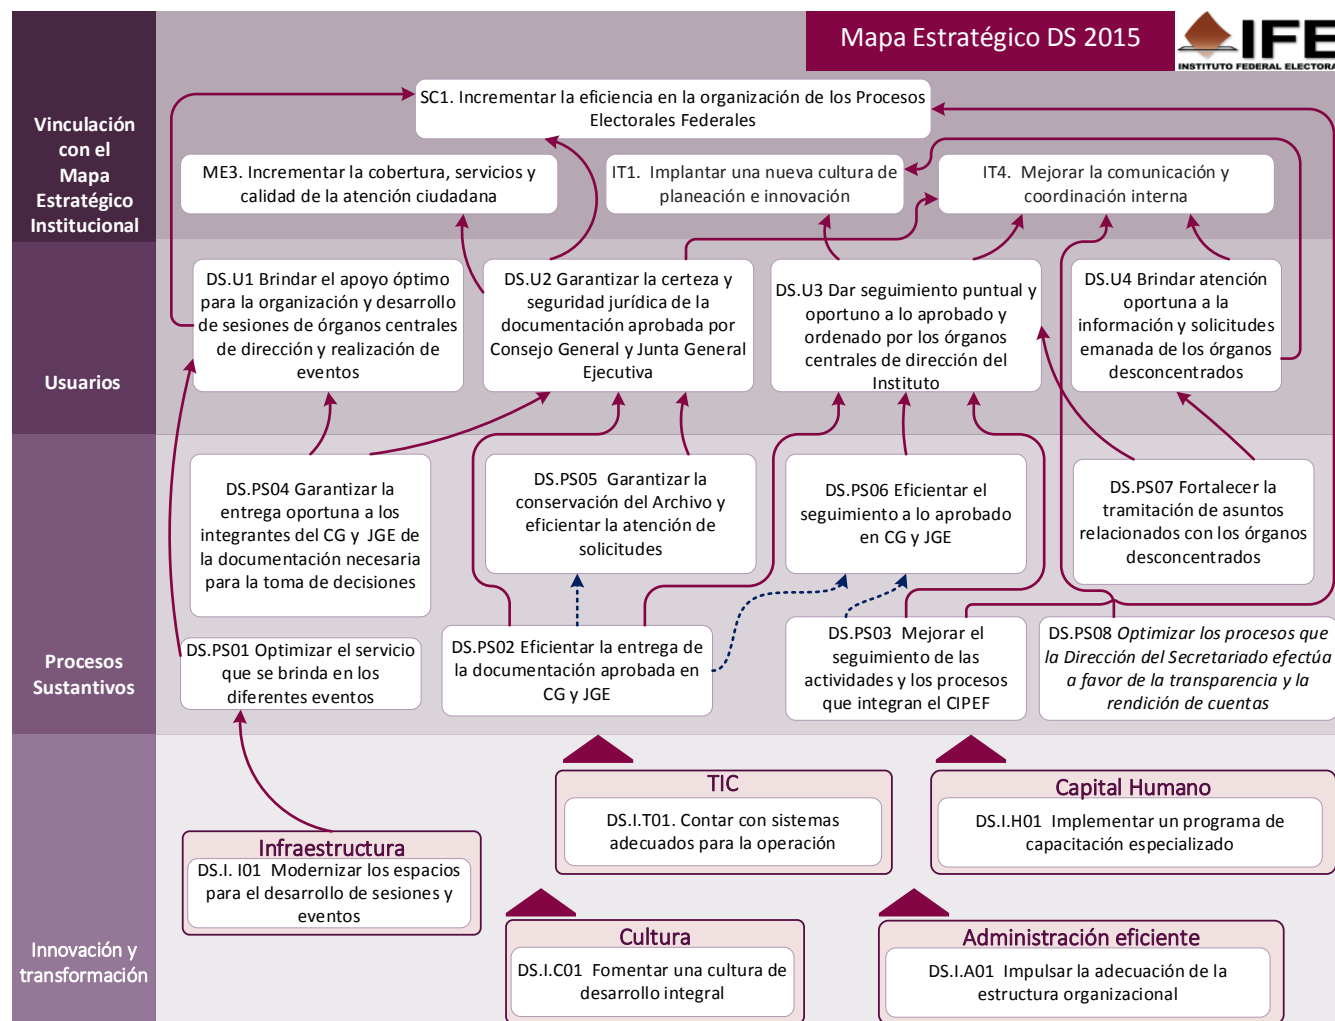 Mapa Estratégico DS 2015
IFE
INSTITUTO FEDERAL ELECTORA
Vinculación
con el
Mapa
Estratégico
Institucional
SC1. Incrementar la eficiencia en la organización de los Procesos
Electorales Federales
ME3. Incrementar la cobertura, servicios y
calidad de la atención ciudadana
IT1.  Implantar una nueva cultura de
planeación e innovación
IT4.  Mejorar la comunicación y
coordinación interna
Usuarios
DS.U1 Brindar el apoyo óptimo
para la organización y desarrollo
de sesiones de órganos centrales
de dirección y realización de
eventos
DS.U2 Garantizar la certeza y
seguridad jurídica de la
documentación aprobada por
Consejo General y Junta General
Ejecutiva
DS.U3 Dar seguimiento puntual y
oportuno a lo aprobado y
ordenado por los órganos
centrales de dirección del
Instituto
DS.U4 Brindar atención
oportuna a la
información y solicitudes
emanada de los órganos
desconcentrados
Procesos
Sustantivos
DS.PS04 Garantizar la
entrega oportuna a los
integrantes del CG y  JGE de
la documentación necesaria
para la toma de decisiones
DS.PS05  Garantizar la
conservación del Archivo y
eficientar la atención de
solicitudes
DS.PS06 Eficientar el
seguimiento a lo aprobado
en CG y JGE
DS.PS07 Fortalecer la
tramitación de asuntos
relacionados con los órganos
desconcentrados
DS.PS01 Optimizar el servicio
que se brinda en los
diferentes eventos
DS.PS02 Eficientar la entrega de
la documentación aprobada en
CG y JGE
DS.PS03  Mejorar el
seguimiento de las
actividades y los procesos
que integran el CIPEF
DS.PS08 Optimizar los procesos que
la Dirección del Secretariado efectúa
a favor de la transparencia y la
rendición de cuentas
Innovación y
transformación
TIC
DS.I.T01. Contar con sistemas
adecuados para la operación
Capital Humano
DS.I.H01  Implementar un programa de
capacitación especializado
Infraestructura
DS.I. I01  Modernizar los espacios
para el desarrollo de sesiones y
eventos
Cultura
DS.I.C01  Fomentar una cultura de
desarrollo integral
Administración eficiente
DS.I.A01  Impulsar la adecuación de la
estructura organizacional